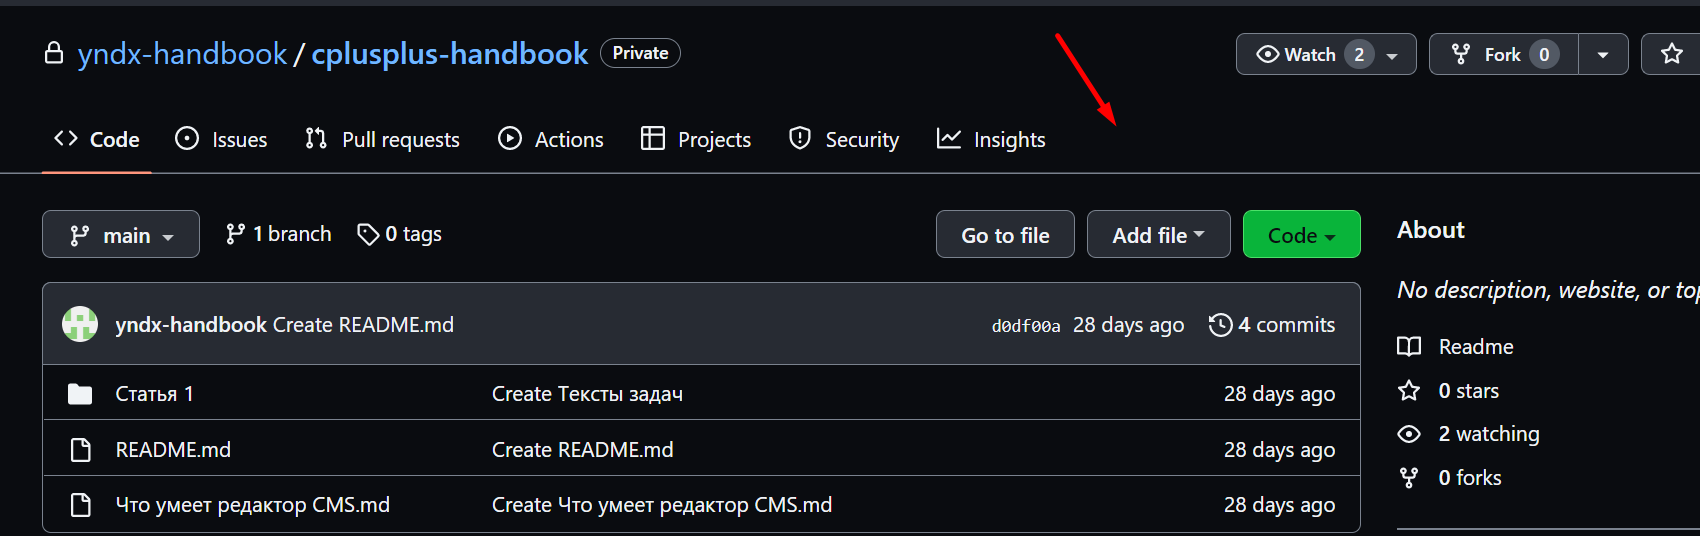 yndx-handbook / cplusplus-handbook Private Watch 2 Fork 0
Code Issues Pull requests Actions Projects Security Insights
main 1 branch 0 tags Go to file Add file Code
About
No description, website, or
yndx-handbook Create README.md d0df00a 28 days ago 4 commits
Readme
Статья 1 Create Тексты задач 28 days ago
0 stars
2 watching
README.md Create README.md 28 days ago
0 forks
Что умеет редактор CMS.md Create Что умеет редактор CMS.md 28 days ago